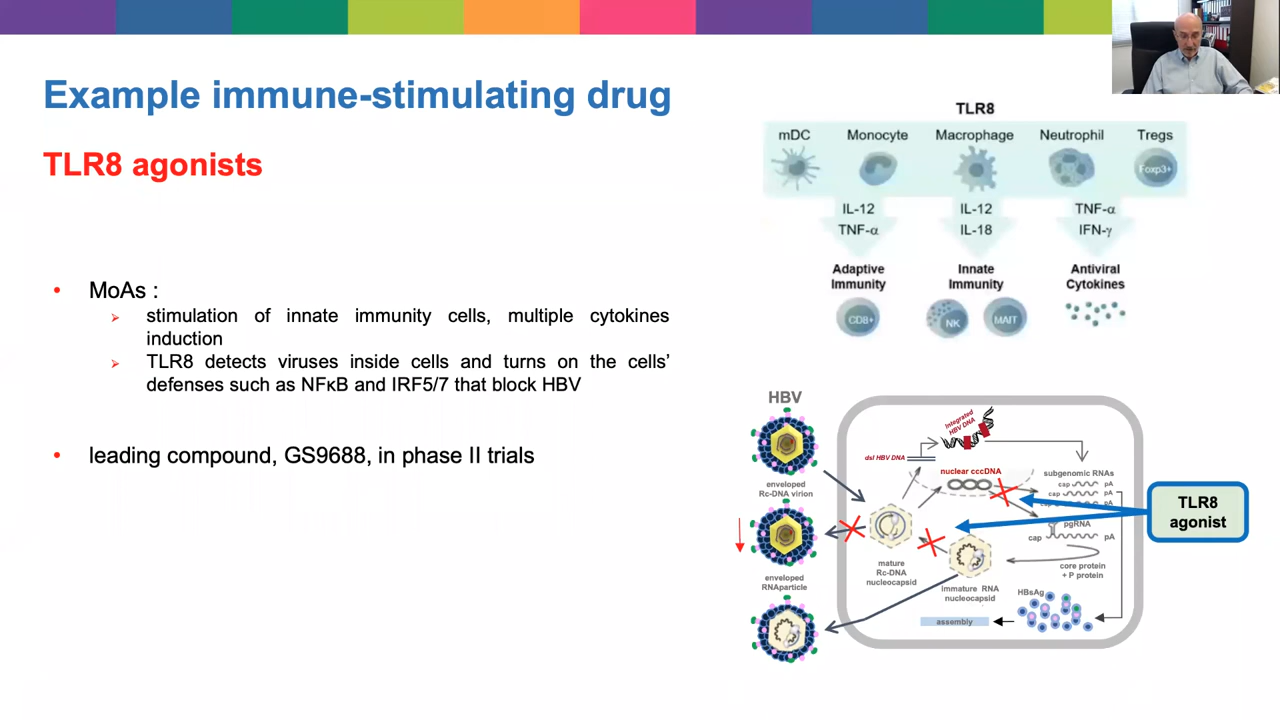 Example immune-stimulating drug
TLR8 agonists
• MoAs :
➢ stimulation of innate immunity cells, multiple cytokines
induction
➢ TLR8 detects viruses inside cells and turns on the cells’
defenses such as NFκB and IRF5/7 that block HBV
• leading compound, GS9688, in phase II trials
TLR8
mDC Monocyte Macrophage Neutrophil Tregs
Foxp3+
IL-12 IL-12 TNF-α
TNF-α IL-18 IFN-γ
Adaptive Innate Antiviral
Immunity Immunity Cytokines
CD8+ NK MAIT
HBV
Integrated
HBV DNA
dsl HBV DNA
nuclear cccDNA
subgenomic RNAs
cap pA
cap pA
pA
enveloped
Rc-DNA virion
pgRNA
cap pA
TLR8
agonist
mature
Rc-DNA
nucleocapsid
core protein
+ P protein
enveloped
RNAparticle
immature RNA
nucleocapsid
HBsAg
assembly